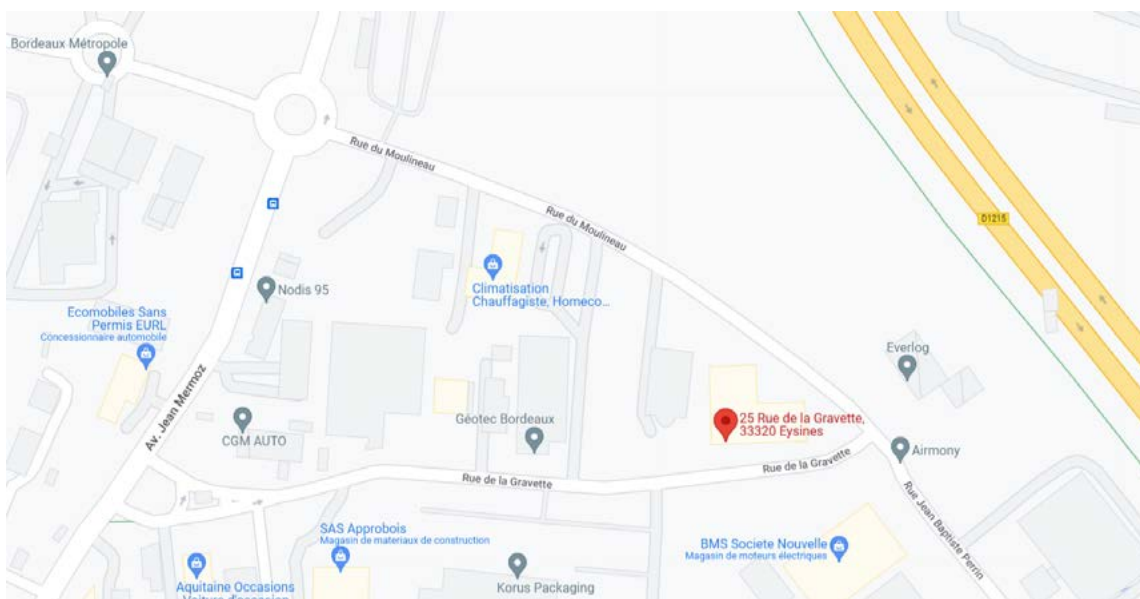 Bordeaux Métropole
Rue du Moulineau
Rue du Moulineau
D1215
Nodis 95
Climatisation
Chauffagiste, Homeco...
Ecomobiles Sans
Permis EURL
Concessionnaire automobile
Everlog
Av. Jean Mermoz
CGM AUTO
Géotec Bordeaux
25 Rue de la Gravette,
33320 Eysines
Airmony
Rue de la Gravette
Rue de la Gravette
Rue Jean Baptiste Perrin
SAS Approbois
Magasin de materiaux de construction
BMS Societe Nouvelle
Magasin de moteurs électriques
Aquitaine Occasions
Voiture d'occasion
Korus Packaging